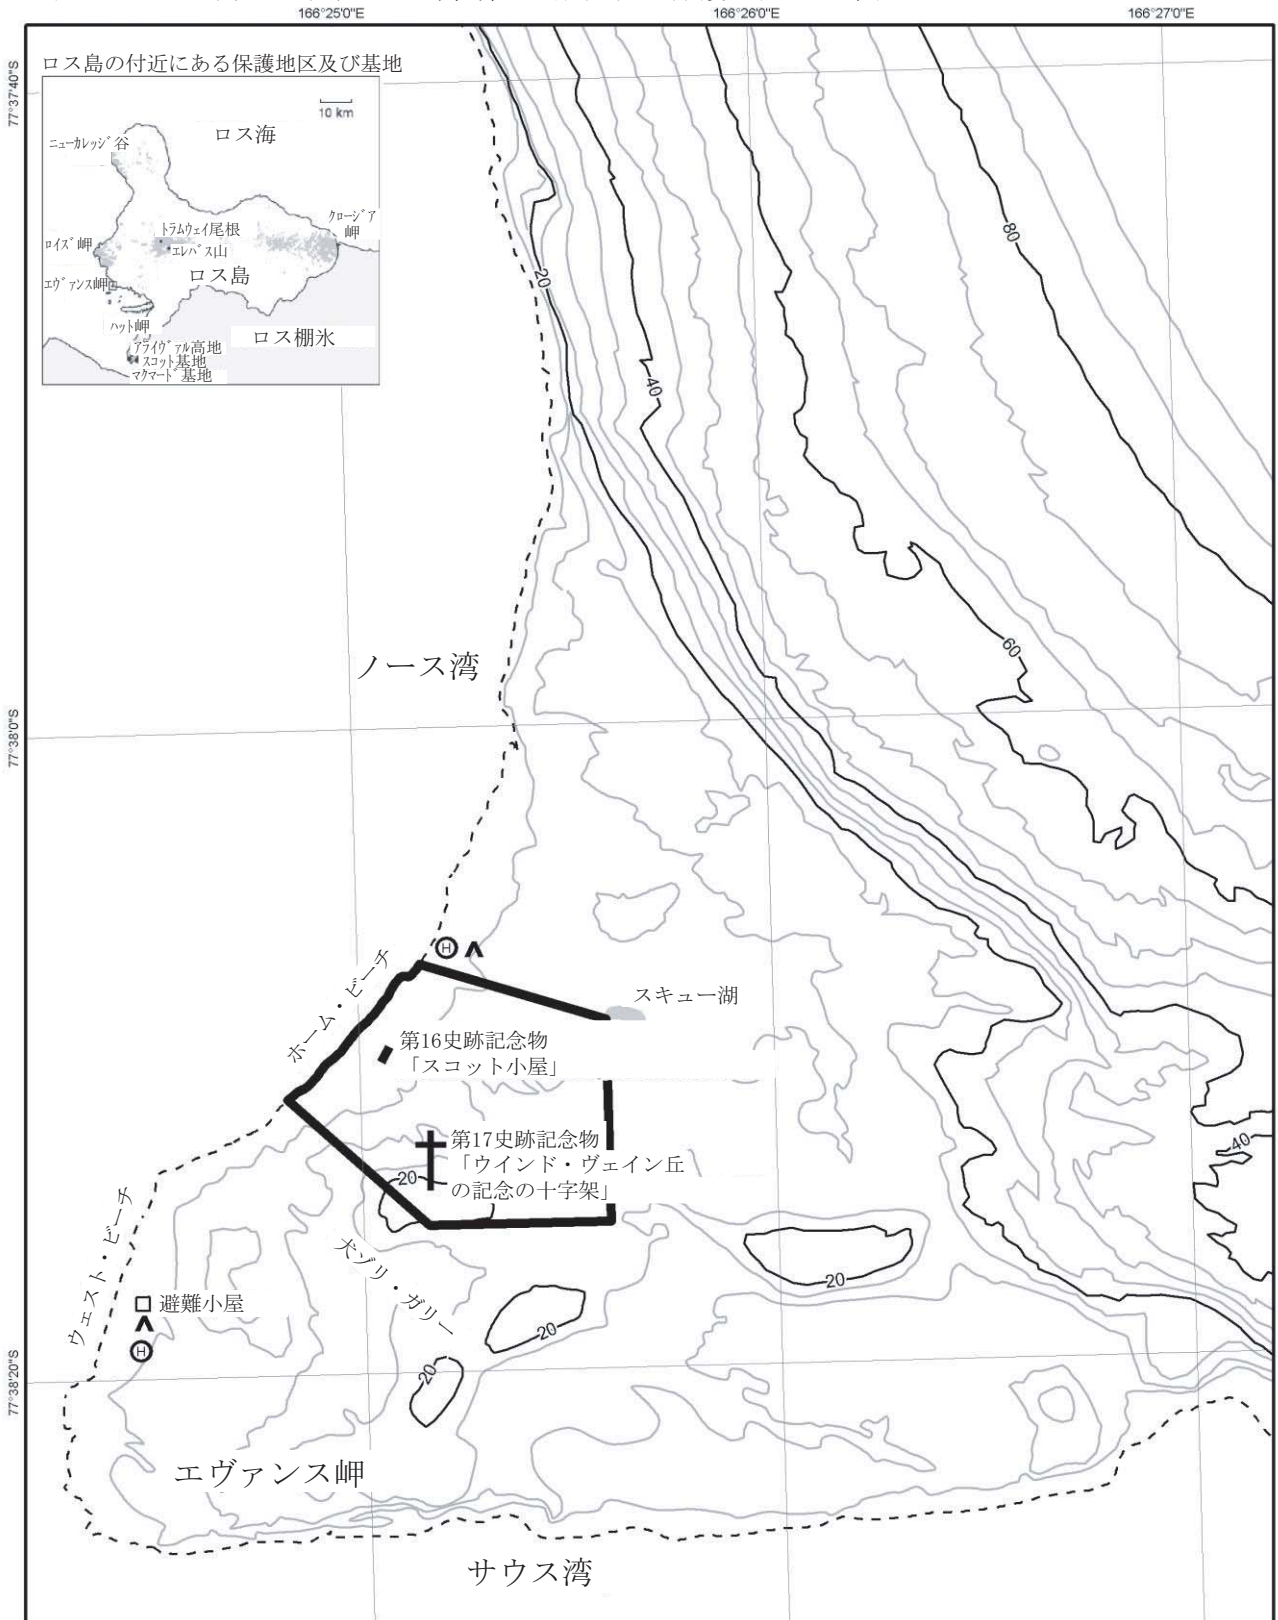 166°25'0"E
166°26'0"E
166°27'0"E
77°37'40"S
ロス島の付近にある保護地区及び基地
10 km
ロス海
ニューカレッジ谷
クロージア
岬
トラムウェイ尾根
ロイズ岬
エレバス山
ロス島
エヴァンス岬
ハット岬
ロス棚氷
アライヴァル高地
スコット基地
マクマード基地
80
20
40
60
ノース湾
77°38'0"S
H
スキュー湖
ホーム・ビーチ
第16史跡記念物
「スコット小屋」
第17史跡記念物
「ウインド・ヴェイン丘
の記念の十字架」
20
40
ウェスト・ビーチ
犬ゾリ・ガリー
20
避難小屋
20
H
20
77°38'20"S
エヴァンス岬
サウス湾